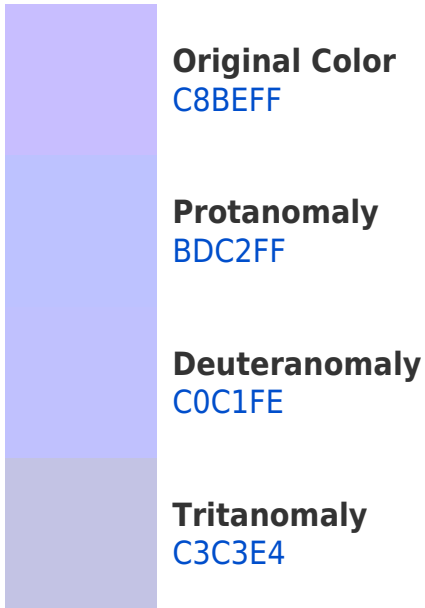 Original Color
C8BEFF
Protanomaly
BDC2FF
Deuteranomaly
C0C1FE
Tritanomaly
C3C3E4